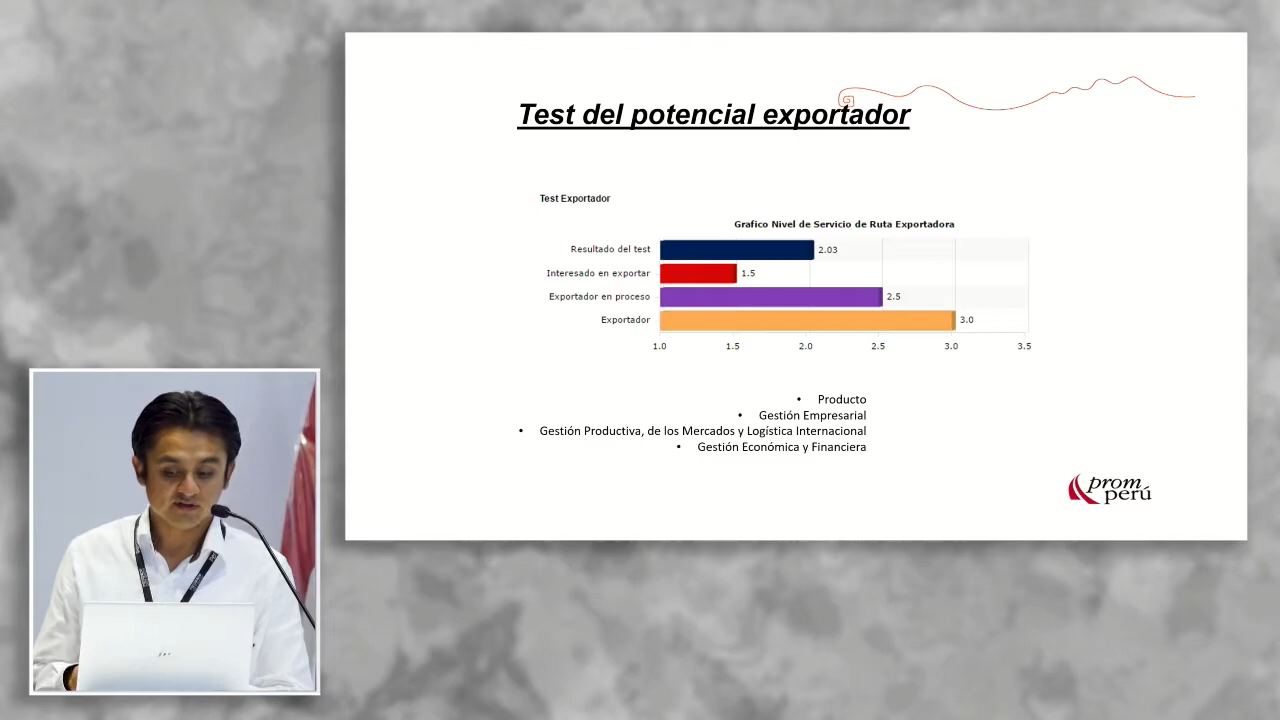 Test del potencial exportador
Test Exportador
Grafico Nivel de Servicio de Ruta Exportadora
Resultado del test 2.03
Interesado en exportar 1.5
Exportador en proceso 2.5
Exportador 3.0
1.0 1.5 2.0 2.5 3.0 3.5
• Producto
• Gestión Empresarial
• Gestión Productiva, de los Mercados y Logística Internacional
• Gestión Económica y Financiera
prom
perú